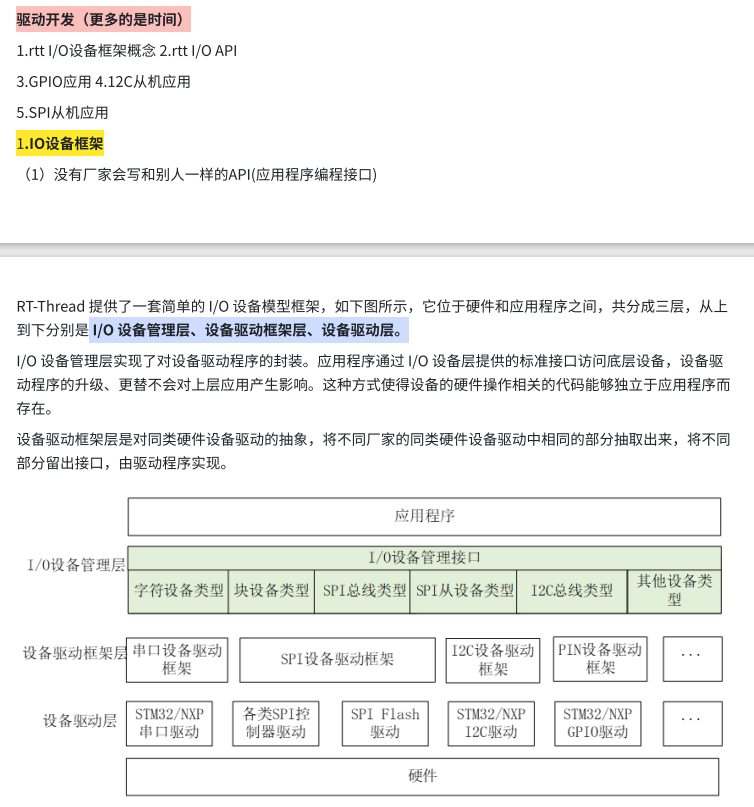 驱动开发（更多的是时间）
1.rtt I/O设备框架概念 2.rtt I/O API
3.GPIO应用 4.12C从机应用
5.SPI从机应用
1.IO设备框架
（1）没有厂家会写和别人一样的API(应用程序编程接口)
RT-Thread 提供了一套简单的 I/O 设备模型框架，如下图所示，它位于硬件和应用程序之间，共分成三层，从上
到下分别是 I/O 设备管理层、设备驱动框架层、设备驱动层。
I/O 设备管理层实现了对设备驱动程序的封装。应用程序通过 I/O 设备层提供的标准接口访问底层设备，设备驱
动程序的升级、更替不会对上层应用产生影响。这种方式使得设备的硬件操作相关的代码能够独立于应用程序而
存在。
设备驱动框架层是对同类硬件设备驱动的抽象，将不同厂家的同类硬件设备驱动中相同的部分抽取出来，将不同
部分留出接口，由驱动程序实现。
应用程序
I/O设备管理层
I/O设备管理接口
字符设备类型
块设备类型
SPI总线类型
SPI从设备类型
I2C总线类型
其他设备类
型
设备驱动框架层
串口设备驱动
框架
SPI设备驱动框架
I2C设备驱动
框架
PIN设备驱动
框架
...
设备驱动层
STM32/NXP
串口驱动
各类SPI控
制器驱动
SPI Flash
驱动
STM32/NXP
I2C驱动
STM32/NXP
GPIO驱动
...
硬件